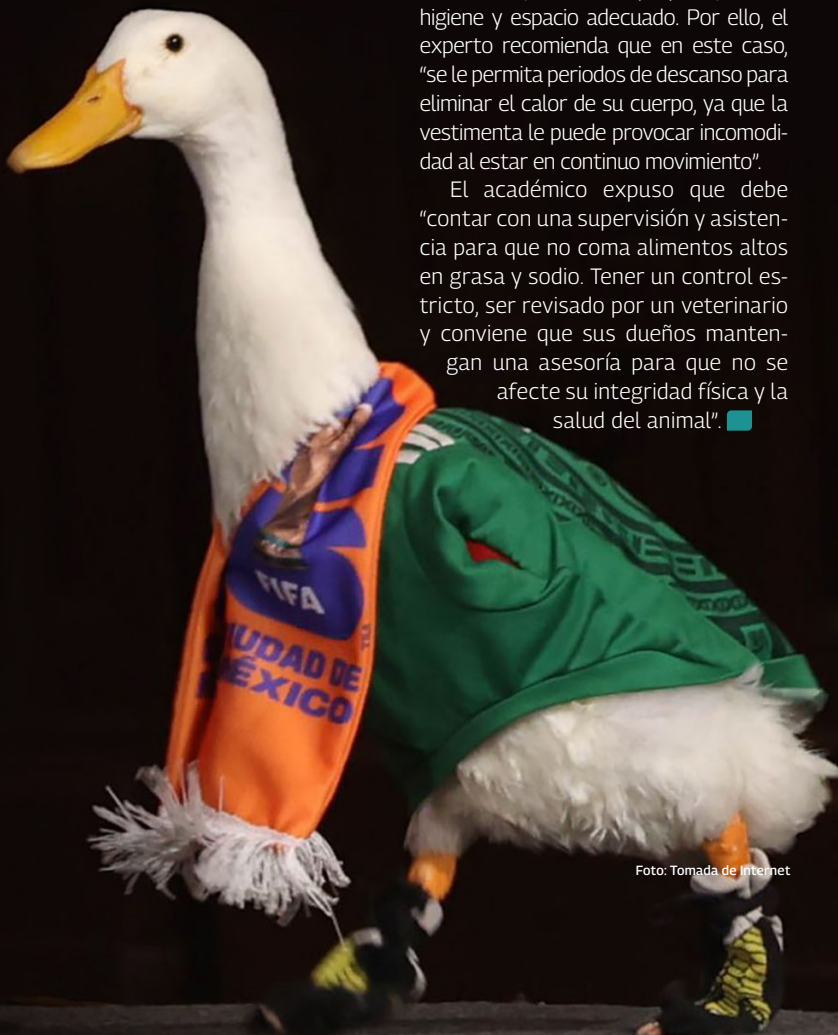 higiene y espacio adecuado. Por ello, el
experto recomienda que en este caso,
“se le permita periodos de descanso para
eliminar el calor de su cuerpo, ya que la
vestimenta le puede provocar incomodi-
dad al estar en continuo movimiento”.
El académico expuso que debe
“contar con una supervisión y asisten-
cia para que no coma alimentos altos
en grasa y sodio. Tener un control es-
tricto, ser revisado por un veterinario
y conviene que sus dueños manten-
gan una asesoría para que no se
afecte su integridad física y la
salud del animal”.
FIFA
CIUDAD DE
MÉXICO
Foto: Tomada de Internet